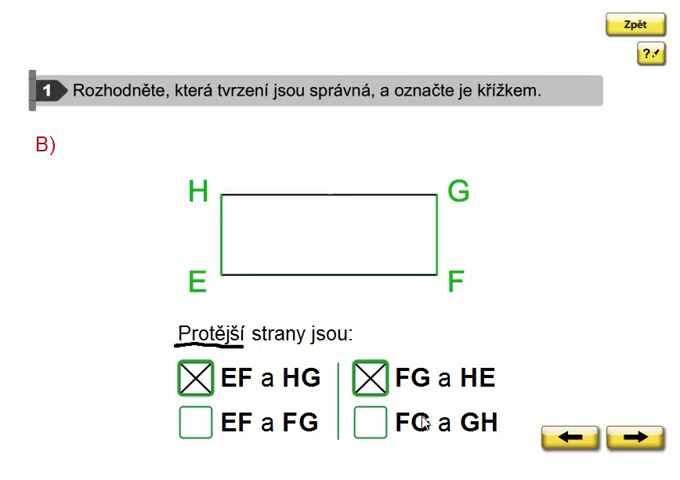 Zpět
?
1 Rozhodněte, která tvrzení jsou správná, a označte je křížkem.
B)
H G
E F
Protější strany jsou:
EF a HG FG a HE
EF a FG FG a GH